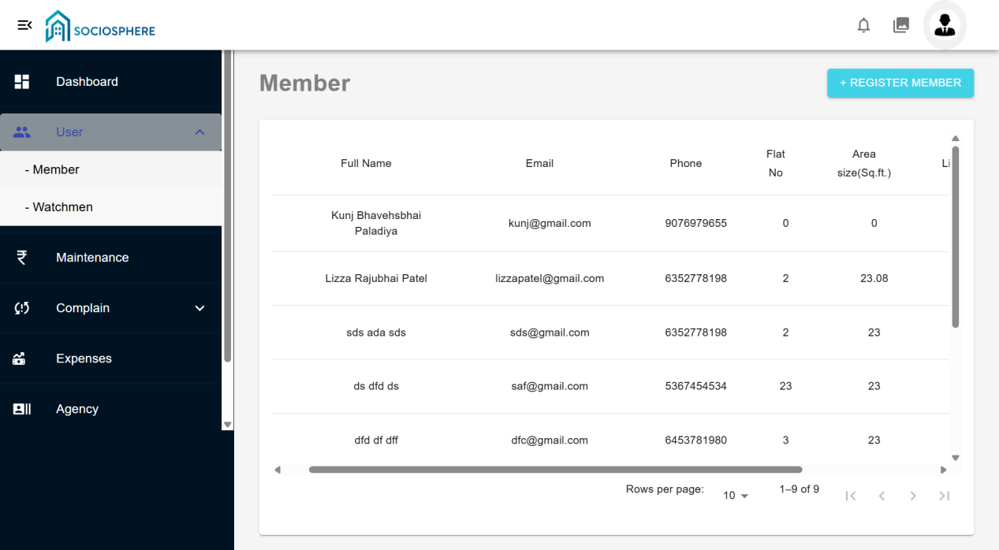 SOCIOSPHERE
Dashboard
User
- Member
- Watchmen
Maintenance
Complain
Expenses
Agency
Member
+ REGISTER MEMBER
Full Name Email Phone Flat No Area size(Sq.ft.) Li
Kunj Bhavehsbhai Paladiya kunj@gmail.com 9076979655 0 0
Lizza Rajubhai Patel lizzapatel@gmail.com 6352778198 2 23.08
sds ada sds sds@gmail.com 6352778198 2 23
ds dfd ds saf@gmail.com 5367454534 23 23
dfd df dff dfc@gmail.com 6453781980 3 23
Rows per page: 10 1–9 of 9